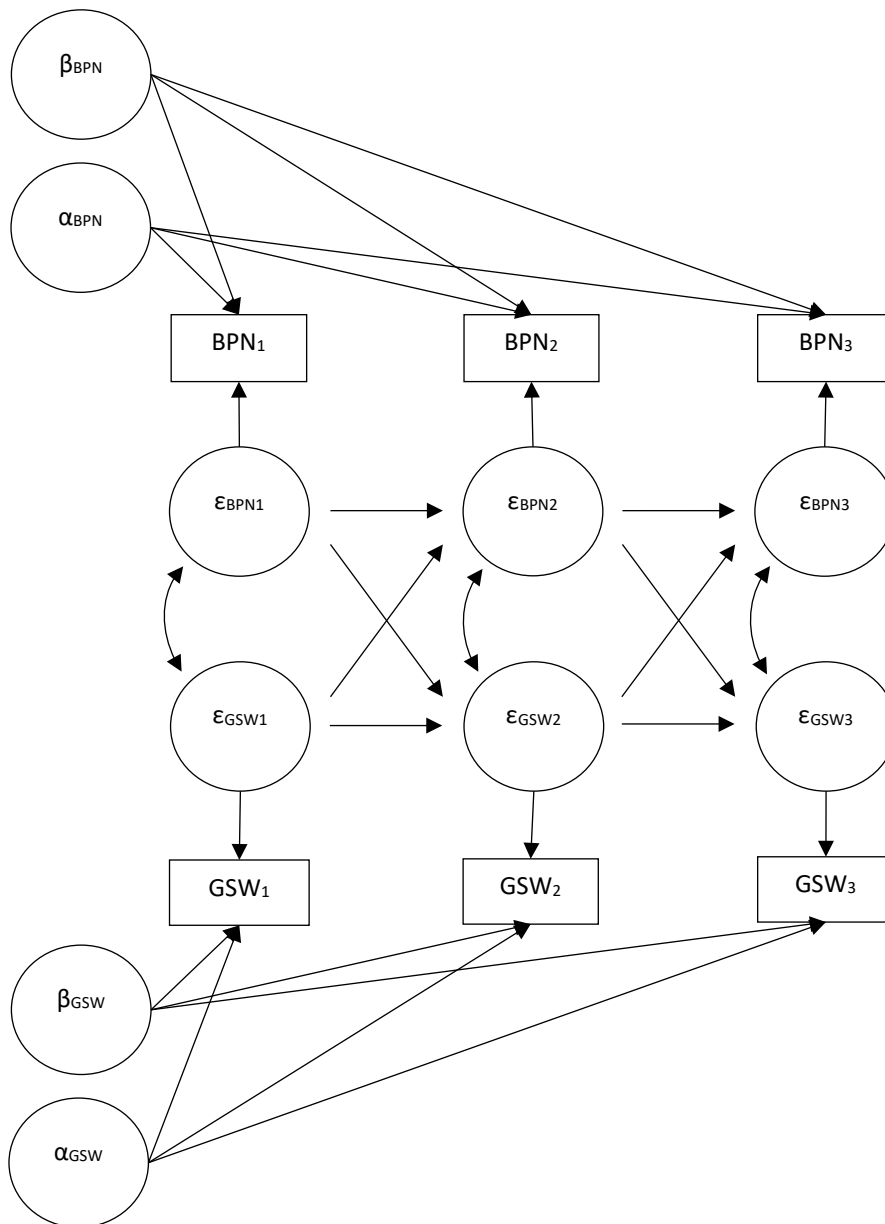 βBPN
αBPN
BPN₁ BPN₂ BPN₃
εBPN1 εBPN2 εBPN3
εGSW1 εGSW2 εGSW3
GSW₁ GSW₂ GSW₃
βGSW
αGSW